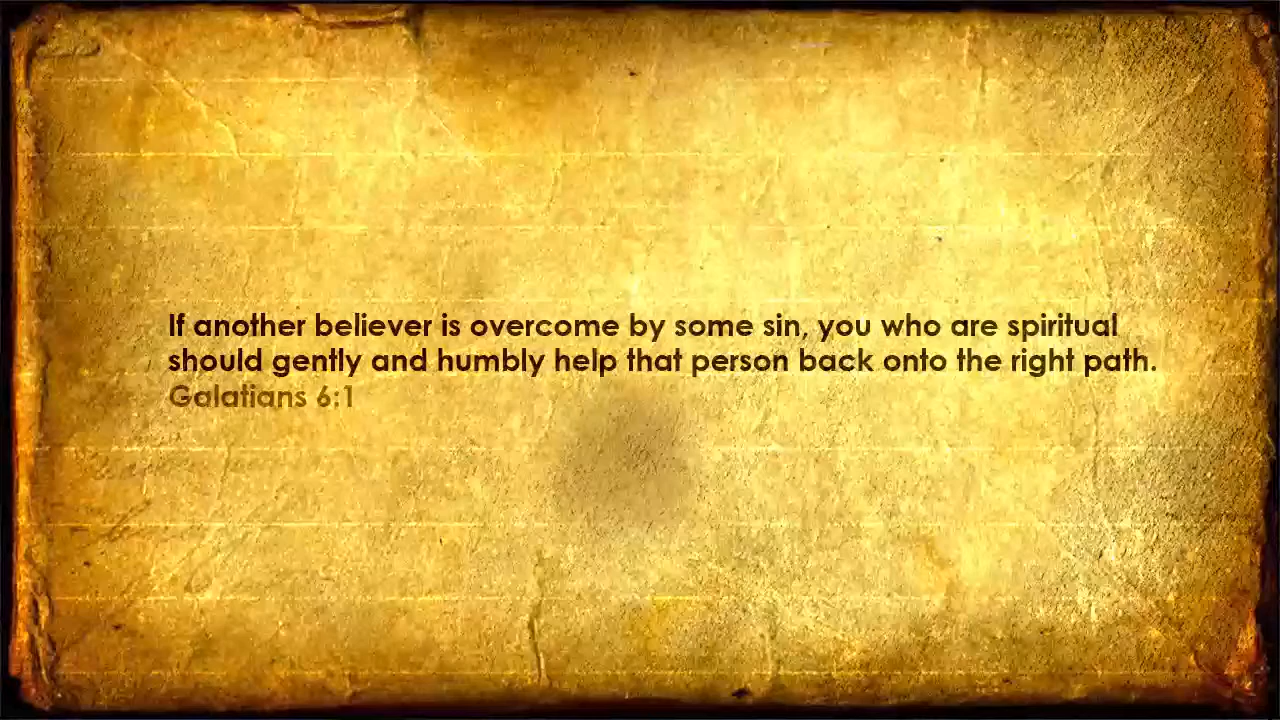 If another believer is overcome by some sin, you who are spiritual
should gently and humbly help that person back onto the right path.
Galatians 6:1